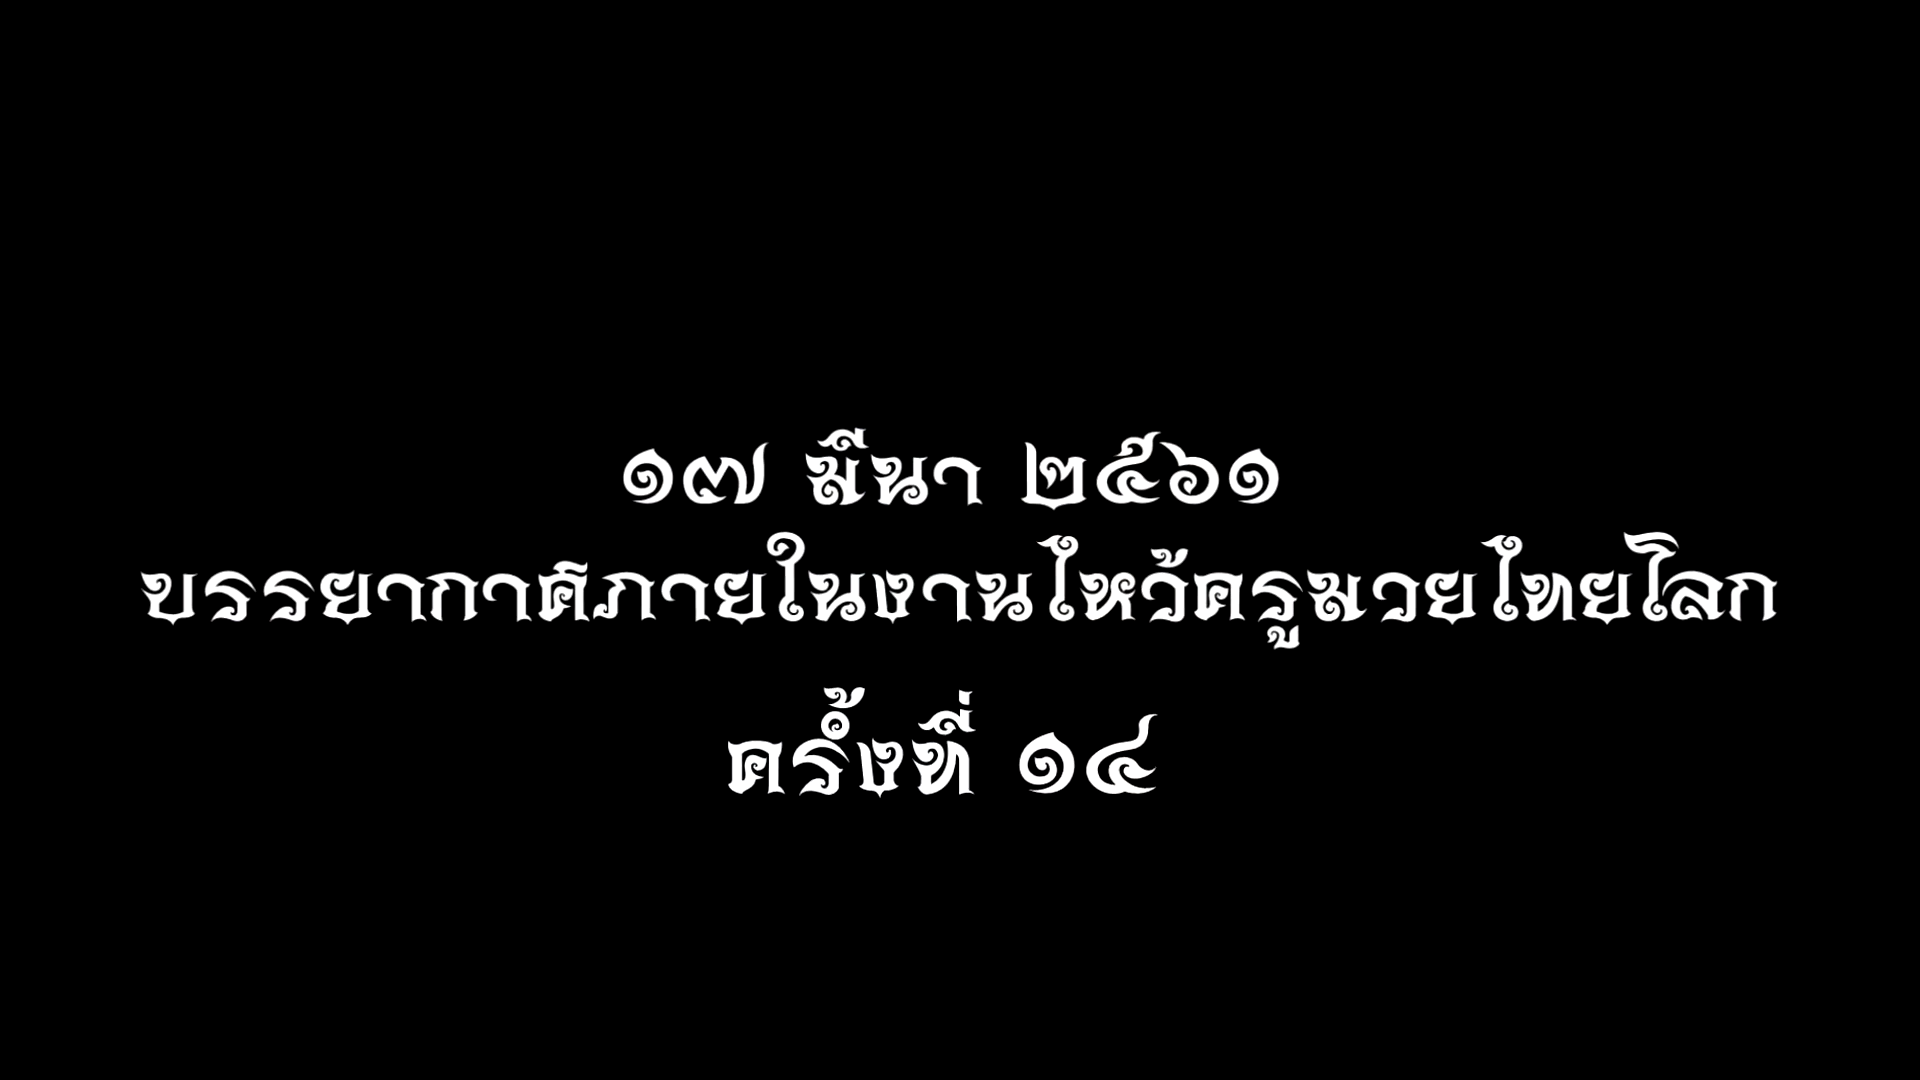 ๑๗ มีนา ๒๕๖๑
บรรยากาศภายในงานไหว้ครูมวยไทยโลก
ครั้งที่ ๑๔